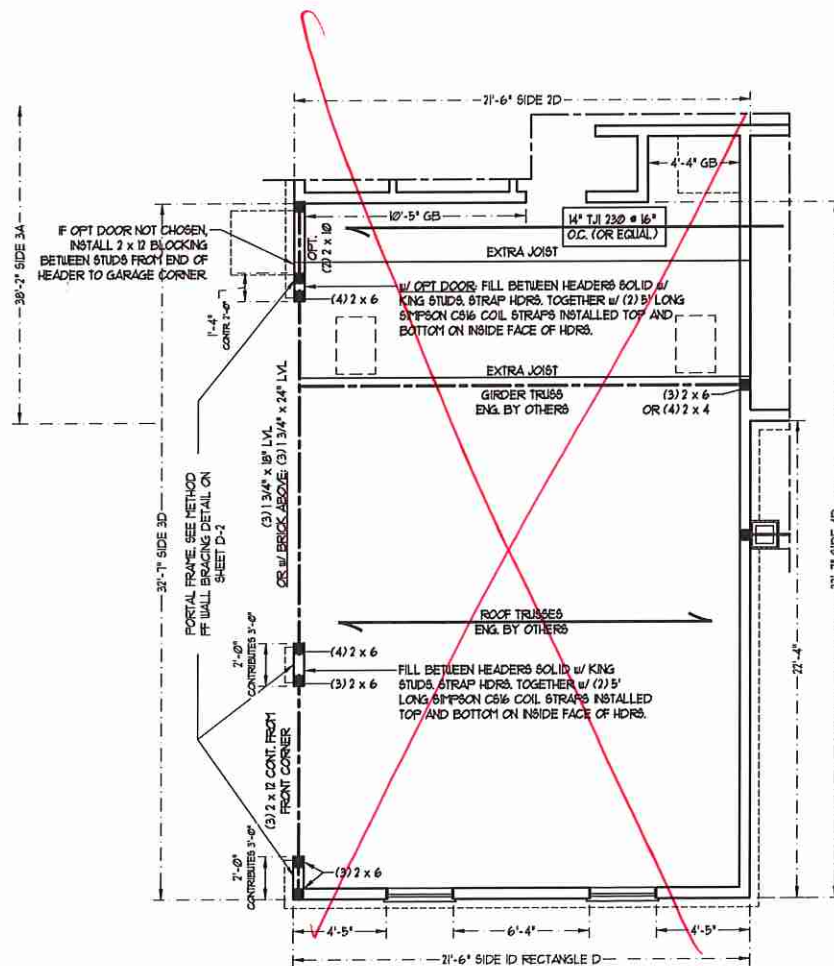 21'-6" SIDE 2D
4'-4" GB
10'-5" GB
14" TJI 230 @ 16"
O.C. (OR EQUAL)
EXTRA JOIST
IF OPT DOOR NOT CHOSEN,
INSTALL 2 x 12 BLOCKING
BETWEEN STUDS FROM END OF
HEADER TO GARAGE CORNER.
OPT.
(2) 2 x 10
38'-2" SIDE 3A
w/ OPT DOOR: FILL BETWEEN HEADERS SOLID w/
KING STUDS. STRAP HDRS. TOGETHER w/ (2) 5' LONG
SIMPSON CS16 COIL STRAPS INSTALLED TOP AND
BOTTOM ON INSIDE FACE OF HDRS.
(4) 2 x 6
1'-4"
CONTR. 2'-0"
EXTRA JOIST
GIRDER TRUSS
ENG. BY OTHERS
(3) 2 x 6
OR (4) 2 x 4
(3) 1 3/4" x 18" LVL
OR w/ BRICK ABOVE: (3) 1 3/4" x 24" LVL
32'-7" SIDE 3D
PORTAL FRAME. SEE METHOD
PF WALL BRACING DETAIL ON
SHEET D-2
ROOF TRUSSES
ENG. BY OTHERS
22'-4"
2'-0"
CONTRIBUTES 3'-0"
(4) 2 x 6
(3) 2 x 6
FILL BETWEEN HEADERS SOLID w/ KING
STUDS. STRAP HDRS. TOGETHER w/ (2) 5'
LONG SIMPSON CS16 COIL STRAPS INSTALLED
TOP AND BOTTOM ON INSIDE FACE OF HDRS.
(3) 2 x 12 CONT. FROM
FRONT CORNER
2'-0"
CONTRIBUTES 3'-0"
(3) 2 x 6
4'-5"
6'-4"
4'-5"
21'-6" SIDE 1D RECTANGLE D